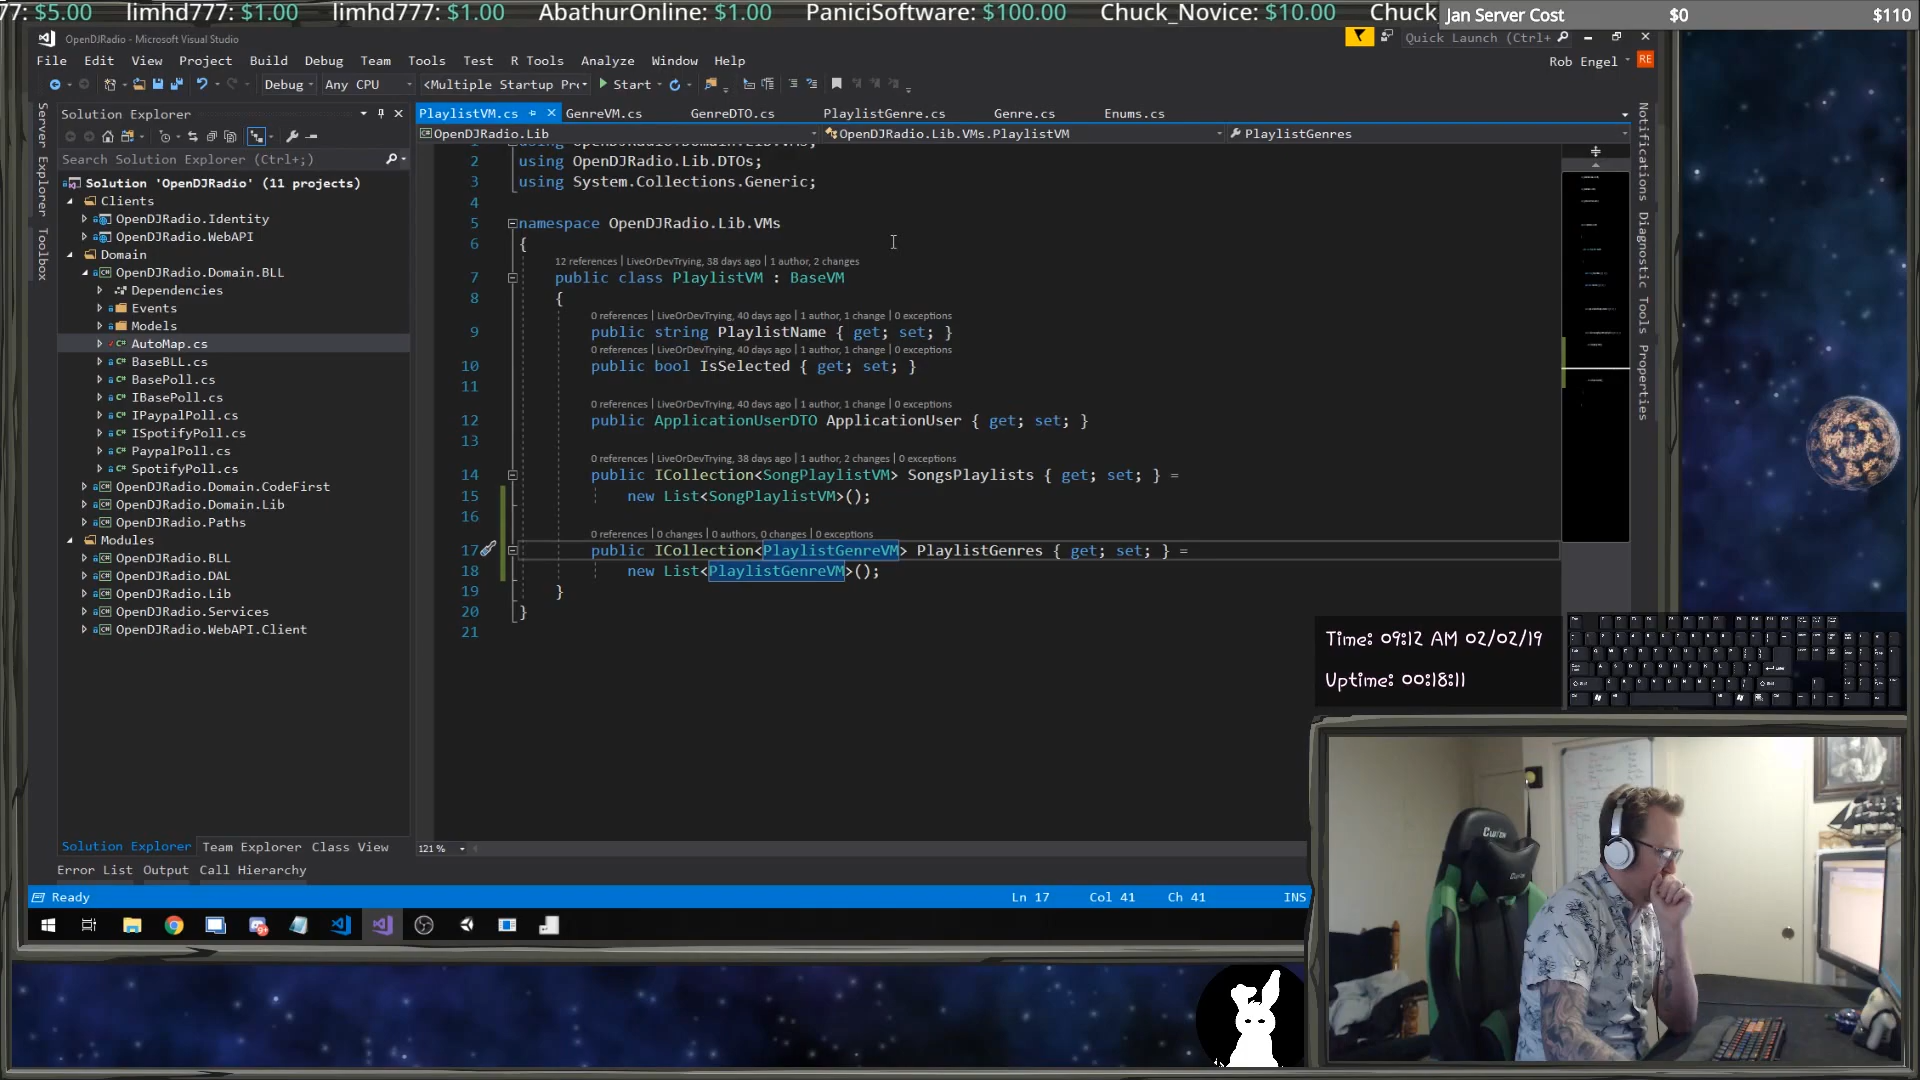 77: $5.00 limhd777: $1.00 limhd777: $1.00 AbathurOnline: $1.00 PaniciSoftware: $100.00 Chuck_Novice: $10.00 Chuck
Jan Server Cost $0 $110
OpenDJRadio - Microsoft Visual Studio
Quick Launch (Ctrl+
File Edit View Project Build Debug Team Tools Test R Tools Analyze Window Help
Rob Engel RE
Debug Any CPU <Multiple Startup Pr Start
Server Explorer
Toolbox
Solution Explorer
Search Solution Explorer (Ctrl+;)
Solution 'OpenDJRadio' (11 projects)
Clients
OpenDJRadio.Identity
OpenDJRadio.WebAPI
Domain
OpenDJRadio.Domain.BLL
Dependencies
Events
Models
AutoMap.cs
BaseBLL.cs
BasePoll.cs
IBasePoll.cs
IPaypalPoll.cs
ISpotifyPoll.cs
PaypalPoll.cs
SpotifyPoll.cs
OpenDJRadio.Domain.CodeFirst
OpenDJRadio.Domain.Lib
OpenDJRadio.Paths
Modules
OpenDJRadio.BLL
OpenDJRadio.DAL
OpenDJRadio.Lib
OpenDJRadio.Services
OpenDJRadio.WebAPI.Client
Solution Explorer Team Explorer Class View
Error List Output Call Hierarchy
PlaylistVM.cs GenreVM.cs GenreDTO.cs PlaylistGenre.cs Genre.cs Enums.cs
OpenDJRadio.Lib OpenDJRadio.Lib.VMs.PlaylistVM PlaylistGenres
2 using OpenDJRadio.Lib.DTOs;
3 using System.Collections.Generic;
4
5 namespace OpenDJRadio.Lib.VMs
6 {
12 references | LiveOrDevTrying, 38 days ago | 1 author, 2 changes
7 public class PlaylistVM : BaseVM
8 {
0 references | LiveOrDevTrying, 40 days ago | 1 author, 1 change | 0 exceptions
9 public string PlaylistName { get; set; }
0 references | LiveOrDevTrying, 40 days ago | 1 author, 1 change | 0 exceptions
10 public bool IsSelected { get; set; }
11
0 references | LiveOrDevTrying, 40 days ago | 1 author, 1 change | 0 exceptions
12 public ApplicationUserDTO ApplicationUser { get; set; }
13
0 references | LiveOrDevTrying, 38 days ago | 1 author, 2 changes | 0 exceptions
14 public ICollection<SongPlaylistVM> SongsPlaylists { get; set; } =
15 new List<SongPlaylistVM>();
16
0 references | 0 changes | 0 authors, 0 changes | 0 exceptions
17 public ICollection<PlaylistGenreVM> PlaylistGenres { get; set; } =
18 new List<PlaylistGenreVM>();
19 }
20 }
21
121 %
Notifications
Diagnostic Tools
Properties
Ready Ln 17 Col 41 Ch 41 INS
Time: 09:12 AM 02/02/19
Uptime: 00:18:11